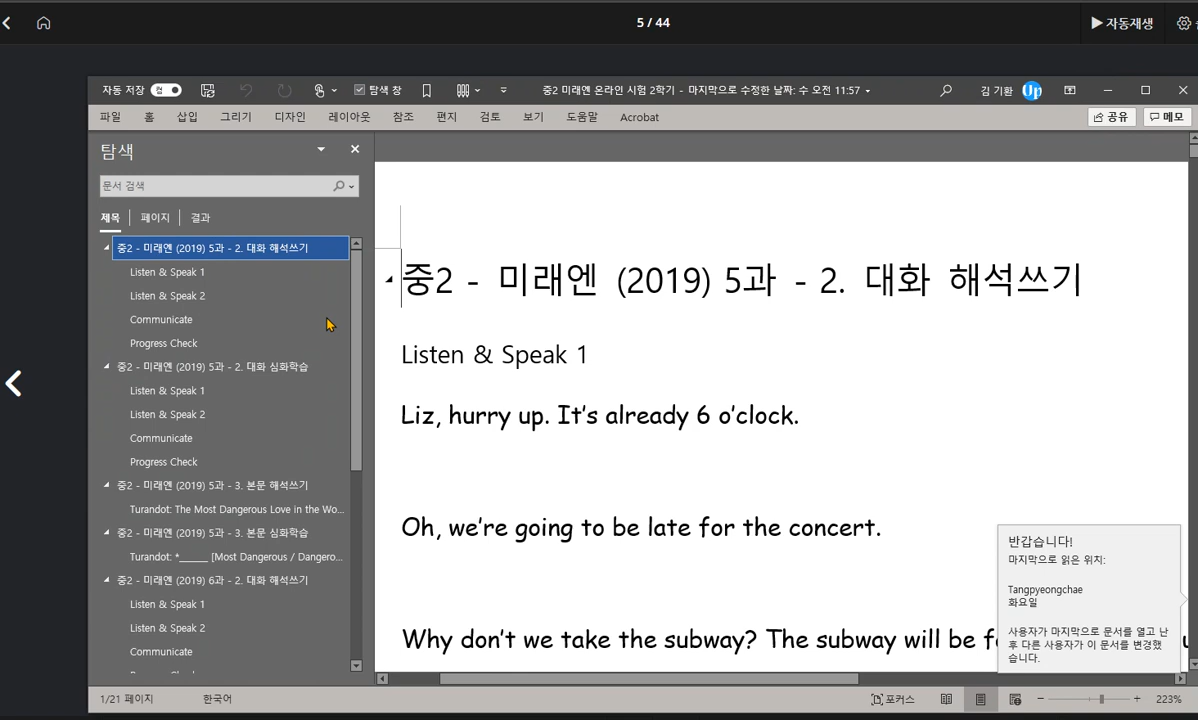 5 / 44
자동재생
자동 저장 켬 탐색 창 중2 미래엔 온라인 시험 2학기 - 마지막으로 수정한 날짜: 수 오전 11:57 김 기환 Up
파일 홈 삽입 그리기 디자인 레이아웃 참조 편지 검토 보기 도움말 Acrobat 공유 메모
탐색
문서 검색
제목 페이지 결과
중2 - 미래엔 (2019) 5과 - 2. 대화 해석쓰기
Listen & Speak 1
Listen & Speak 2
Communicate
Progress Check
중2 - 미래엔 (2019) 5과 - 2. 대화 심화학습
Listen & Speak 1
Listen & Speak 2
Communicate
Progress Check
중2 - 미래엔 (2019) 5과 - 3. 본문 해석쓰기
Turandot: The Most Dangerous Love in the Wo...
중2 - 미래엔 (2019) 5과 - 3. 본문 심화학습
Turandot: *______ [Most Dangerous / Dangero...
중2 - 미래엔 (2019) 6과 - 2. 대화 해석쓰기
Listen & Speak 1
Listen & Speak 2
Communicate
중2 - 미래엔 (2019) 5과 - 2. 대화 해석쓰기
Listen & Speak 1
Liz, hurry up. It's already 6 o'clock.
Oh, we're going to be late for the concert.
Why don't we take the subway? The subway will be
반갑습니다!
마지막으로 읽은 위치:
Tangpyeongchae
화요일
사용자가 마지막으로 문서를 열고 난
후 다른 사용자가 이 문서를 변경했
습니다.
1/21 페이지 한국어 포커스 223%